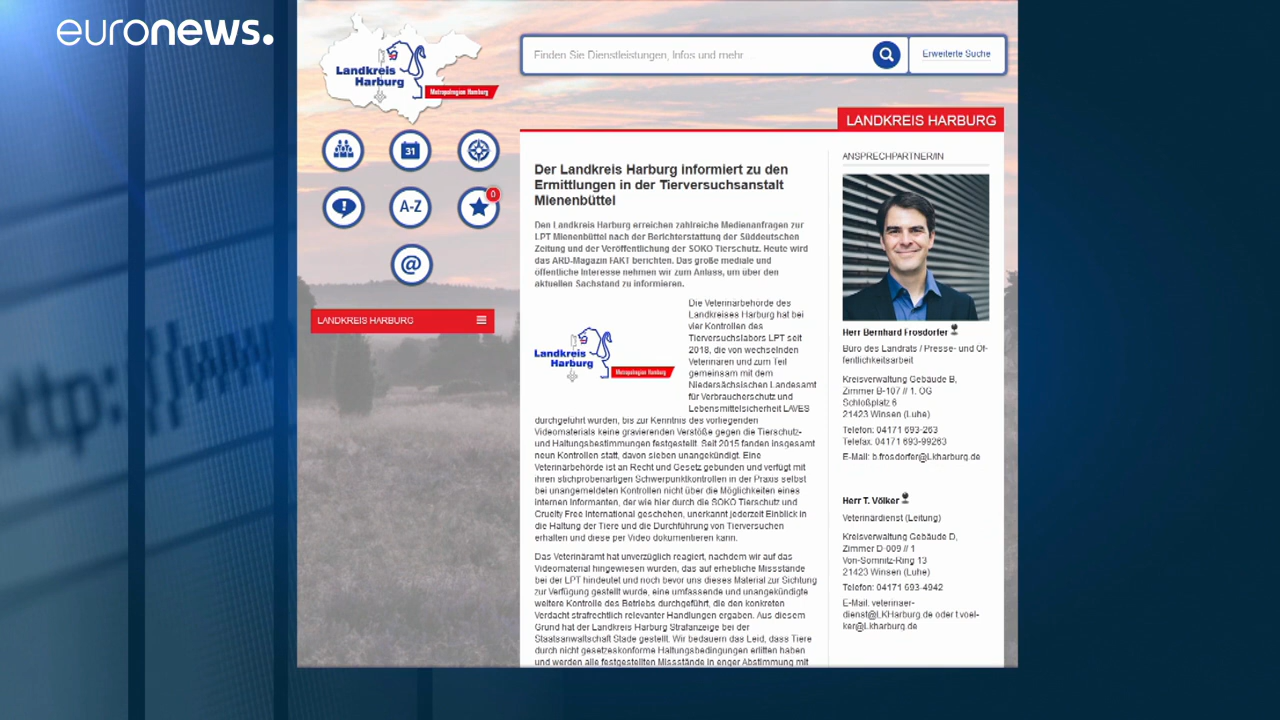 euronews.
Landkreis
Harburg
Metropolregion Hamburg
Finden Sie Dienstleistungen, Infos und mehr...
Erweiterte Suche
31
A-Z
0
@
LANDKREIS HARBURG
LANDKREIS HARBURG
Der Landkreis Harburg informiert zu den
Ermittlungen in der Tierversuchsanstalt
Mienenbüttel
Den Landkreis Harburg erreichen zahlreiche Medienanfragen zur
LPT Mienenbüttel nach der Berichterstattung der Süddeutschen
Zeitung und der Veröffentlichung der SOKO Tierschutz. Heute wird
das ARD-Magazin FAKT berichten. Das große mediale und
öffentliche Interesse nehmen wir zum Anlass, um über den
aktuellen Sachstand zu informieren.
Landkreis
Harburg
Metropolregion Hamburg
Die Veterinärbehörde des
Landkreises Harburg hat bei
vier Kontrollen des
Tierversuchslabors LPT seit
2018, die von wechselnden
Veterinären und zum Teil
gemeinsam mit dem
Niedersächsischen Landesamt
für Verbraucherschutz und
Lebensmittelsicherheit LAVES
durchgeführt wurden, bis zur Kenntnis des vorliegenden
Videomaterials keine gravierenden Verstöße gegen die Tierschutz-
und Haltungsbestimmungen festgestellt. Seit 2015 fanden insgesamt
neun Kontrollen statt, davon sieben unangekündigt. Eine
Veterinärbehörde ist an Recht und Gesetz gebunden und verfügt mit
ihren stichprobenartigen Schwerpunktkontrollen in der Praxis selbst
bei unangemeldeten Kontrollen nicht über die Möglichkeiten eines
internen Informanten, der wie hier durch die SOKO Tierschutz und
Cruelty Free International geschehen, unerkannt jederzeit Einblick in
die Haltung der Tiere und die Durchführung von Tierversuchen
erhalten und diese per Video dokumentieren kann.
Das Veterinäramt hat unverzüglich reagiert, nachdem wir auf das
Videomaterial hingewiesen wurden, das auf erhebliche Missstände
bei der LPT hindeutet und noch bevor uns dieses Material zur Sichtung
zur Verfügung gestellt wurde, eine umfassende und unangekündigte
weitere Kontrolle des Betriebs durchgeführt, die den konkreten
Verdacht strafrechtlich relevanter Handlungen ergaben. Aus diesem
Grund hat der Landkreis Harburg Strafanzeige bei der
Staatsanwaltschaft Stade gestellt. Wir bedauern das Leid, dass Tiere
durch nicht gesetzeskonforme Haltungsbedingungen erlitten haben
und werden alle festgestellten Missstände in enger Abstimmung mit
ANSPRECHPARTNER/IN
Herr Bernhard Frosdorfer
Büro des Landrats / Presse- und Öf-
fentlichkeitsarbeit
Kreisverwaltung Gebäude B,
Zimmer B-107 // 1. OG
Schloßplatz 6
21423 Winsen (Luhe)
Telefon: 04171 693-263
Telefax: 04171 693-99263
E-Mail: b.frosdorfer@Lkharburg.de
Herr T. Völker
Veterinärdienst (Leitung)
Kreisverwaltung Gebäude D,
Zimmer D-009 // 1
Von-Somnitz-Ring 13
21423 Winsen (Luhe)
Telefon: 04171 693-4942
E-Mail: veterinaer-
dienst@LKHarburg.de oder t.voel-
ker@Lkharburg.de